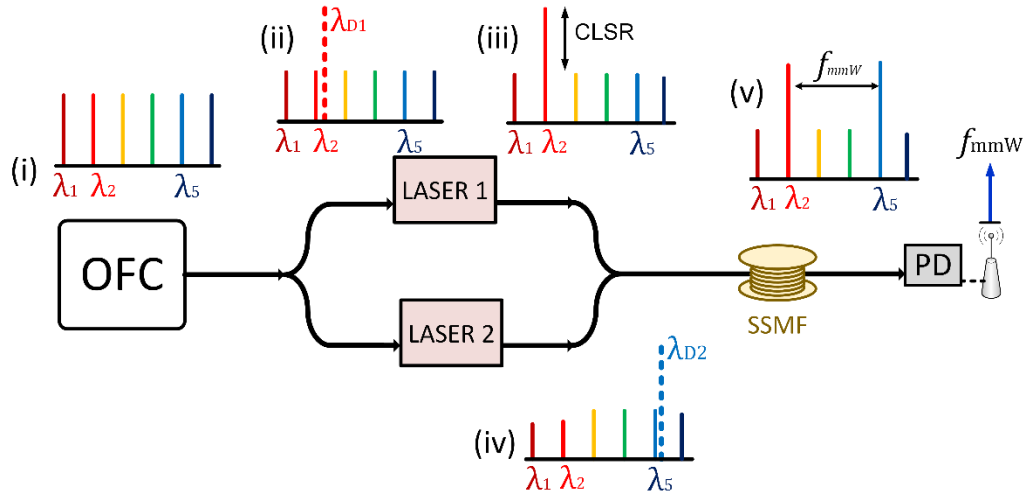 (i)
λ1 λ2 λ5
(ii)
λD1
λ1 λ2 λ5
(iii)
CLSR
λ1 λ2 λ5
(v)
fmmW
λ1 λ2 λ5
fmmW
OFC
LASER 1
LASER 2
SSMF
PD
(iv)
λD2
λ1 λ2 λ5